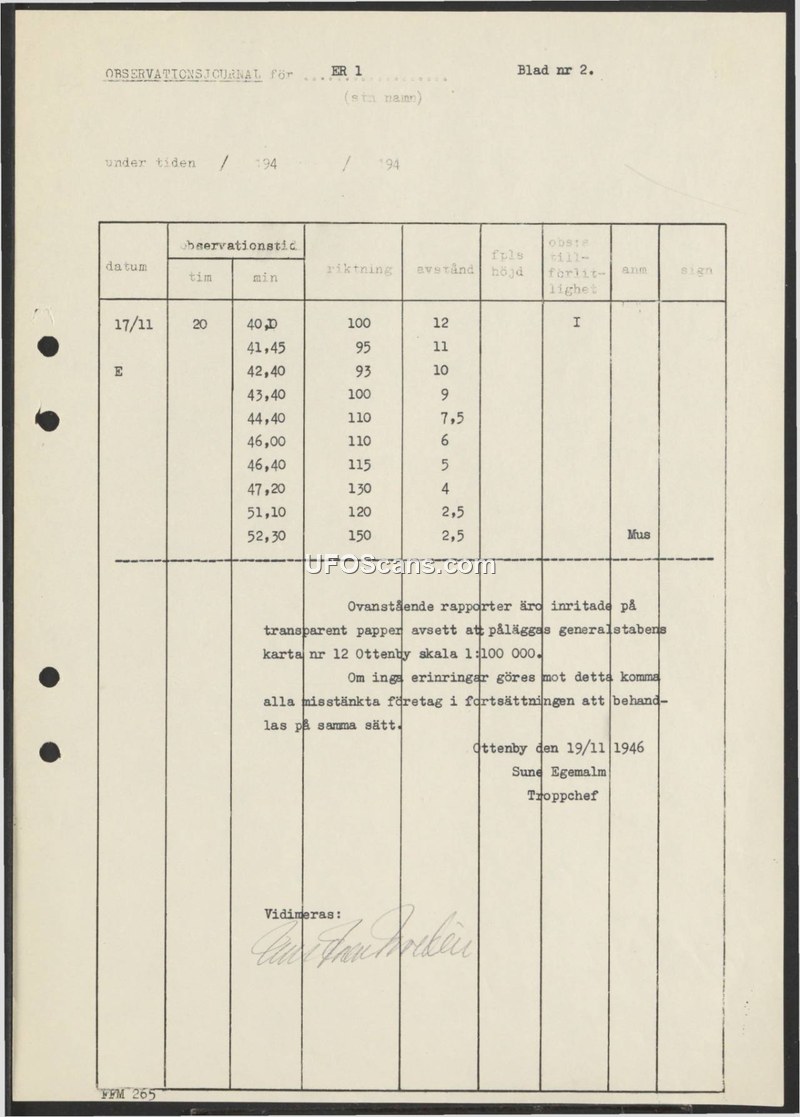 OBSERVATIONSJOURNAL för ER 1 Blad nr 2.
(stn namn)
under tiden / 194 / 194
datum observationstid riktning avstånd fpls höjd obsts till-förlit-lighet anm sign
tim min
17/11 20 40,D 100 12 I
41,45 95 11
E 42,40 93 10
43,40 100 9
44,40 110 7,5
46,00 110 6
46,40 115 5
47,20 130 4
51,10 120 2,5
52,30 150 2,5 Mus
UFOScans.com
Ovanstående rapporter äro inritade på
transparent papper avsett att påläggas generalstabens
karta nr 12 Ottenby skala 1:100 000.
Om inga erinringar göres mot detta komma
alla misstänkta företag i fortsättningen att behand-
las på samma sätt.
Ottenby den 19/11 1946
Sune Egemalm
Troppchef
Vidimeras:
FFM 265